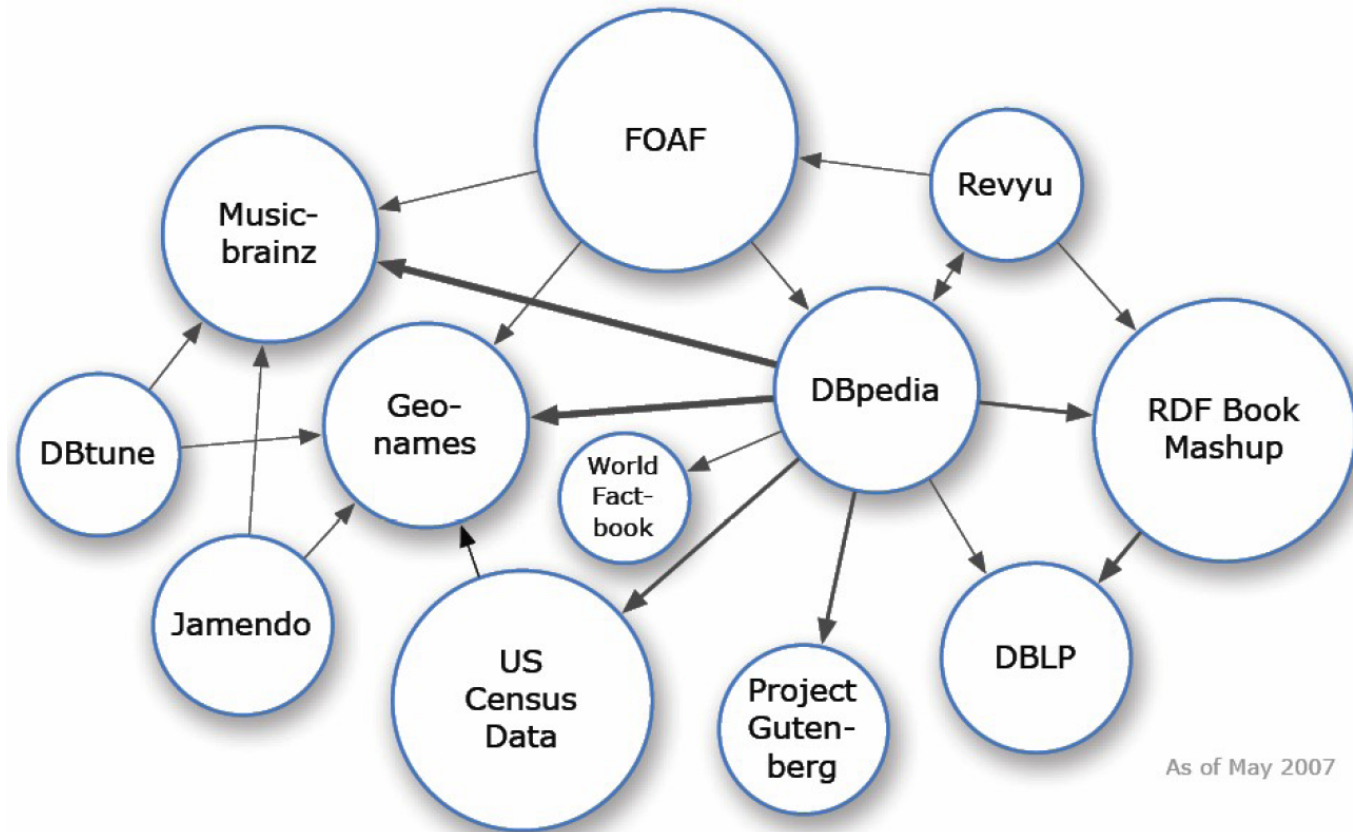 FOAF
Revyu
Music-
brainz
DBpedia
Geo-
names
RDF Book
Mashup
DBtune
World
Fact-
book
Jamendo
US
Census
Data
Project
Guten-
berg
DBLP
As of May 2007